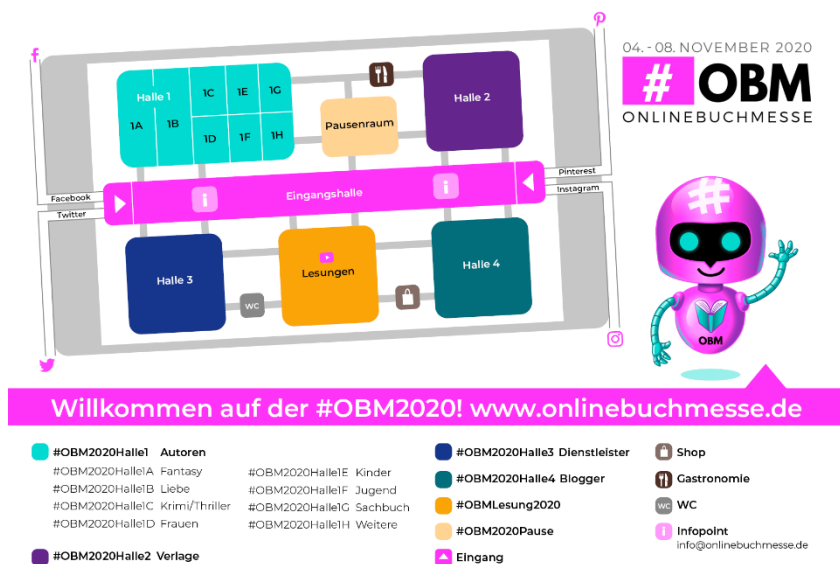 04. - 08. NOVEMBER 2020
# OBM
ONLINEBUCHMESSE
Halle 1
1A
1B
1C
1E
1G
1D
1F
1H
Pausenraum
Halle 2
Facebook
Twitter
Eingangshalle
Pinterest
Instagram
Halle 3
WC
Lesungen
Halle 4
OBM
Willkommen auf der #OBM2020! www.onlinebuchmesse.de
#OBM2020Halle1 Autoren
#OBM2020Halle1A Fantasy
#OBM2020Halle1B Liebe
#OBM2020Halle1C Krimi/Thriller
#OBM2020Halle1D Frauen
#OBM2020Halle1E Kinder
#OBM2020Halle1F Jugend
#OBM2020Halle1G Sachbuch
#OBM2020Halle1H Weitere
#OBM2020Halle2 Verlage
#OBM2020Halle3 Dienstleister
#OBM2020Halle4 Blogger
#OBMLesung2020
#OBM2020Pause
Eingang
Shop
Gastronomie
WC WC
Infopoint
info@onlinebuchmesse.de